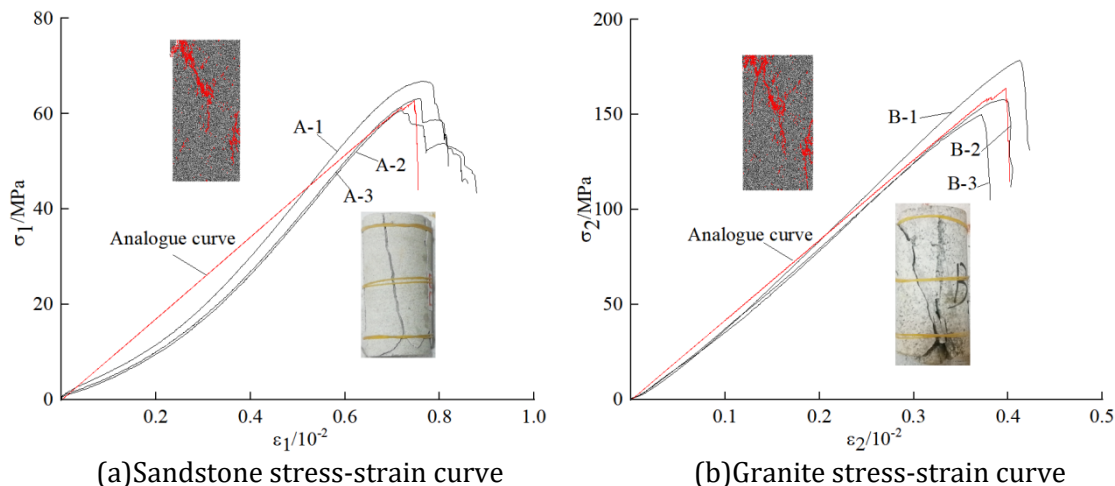 80
60
40
20
0
σ1/MPa
A-1
A-2
A-3
Analogue curve
0.2
0.4
0.6
0.8
1.0
ε1/10-2
(a)Sandstone stress-strain curve
200
150
100
50
0
σ2/MPa
B-1
B-2
B-3
Analogue curve
0.1
0.2
0.3
0.4
0.5
ε2/10-2
(b)Granite stress-strain curve